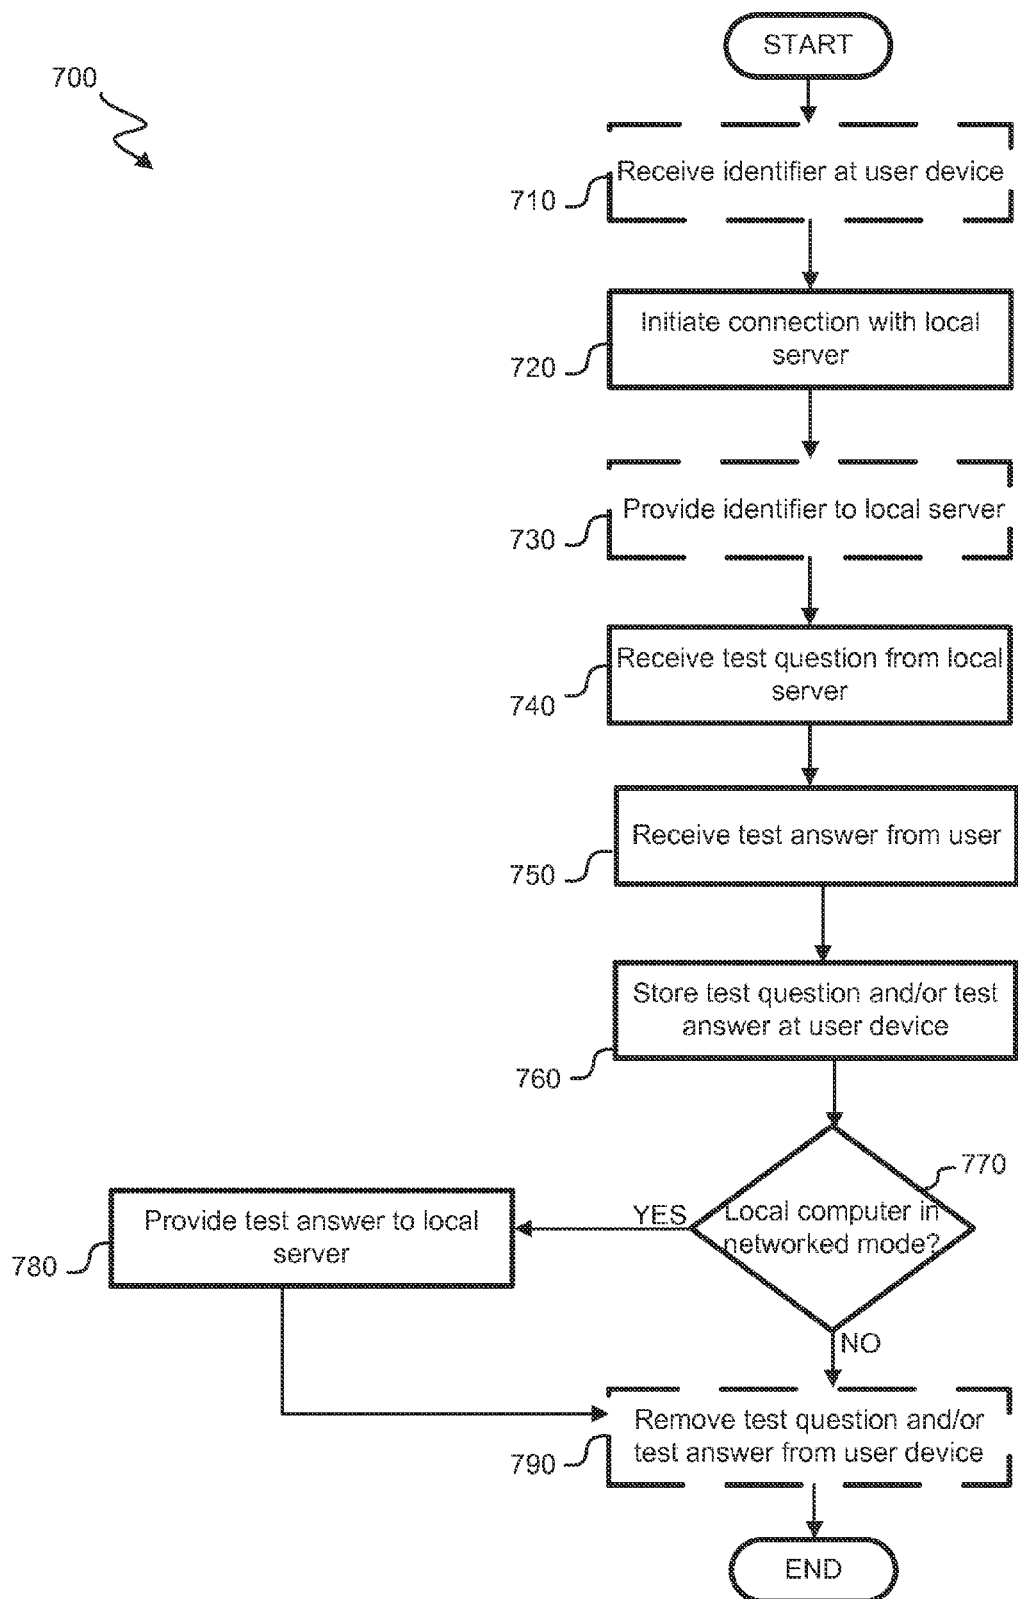 START
700
Receive identifier at user device
710
Initiate connection with local
server
720
Provide identifier to local server
730
Receive test question from local
server
740
Receive test answer from user
750
Store test question and/or test
answer at user device
760
770
Local computer in
networked mode?
YES
Provide test answer to local
server
780
NO
Remove test question and/or
test answer from user device
790
END